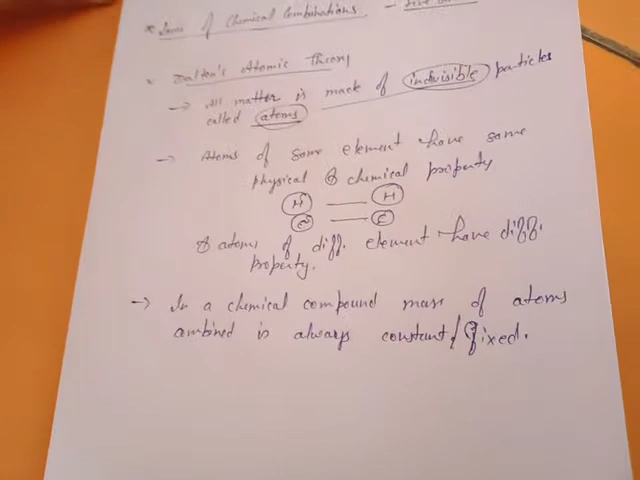 * Laws of Chemical Combinations. -
* Dalton's Atomic Theory
-> All matter is made of indivisible particles
called atoms
-> Atoms of same element have same
physical & chemical property
H — H
C — C
& atoms of diff. element have diff.
property.
-> In a chemical compound mass of atoms
combined is always constant/fixed.